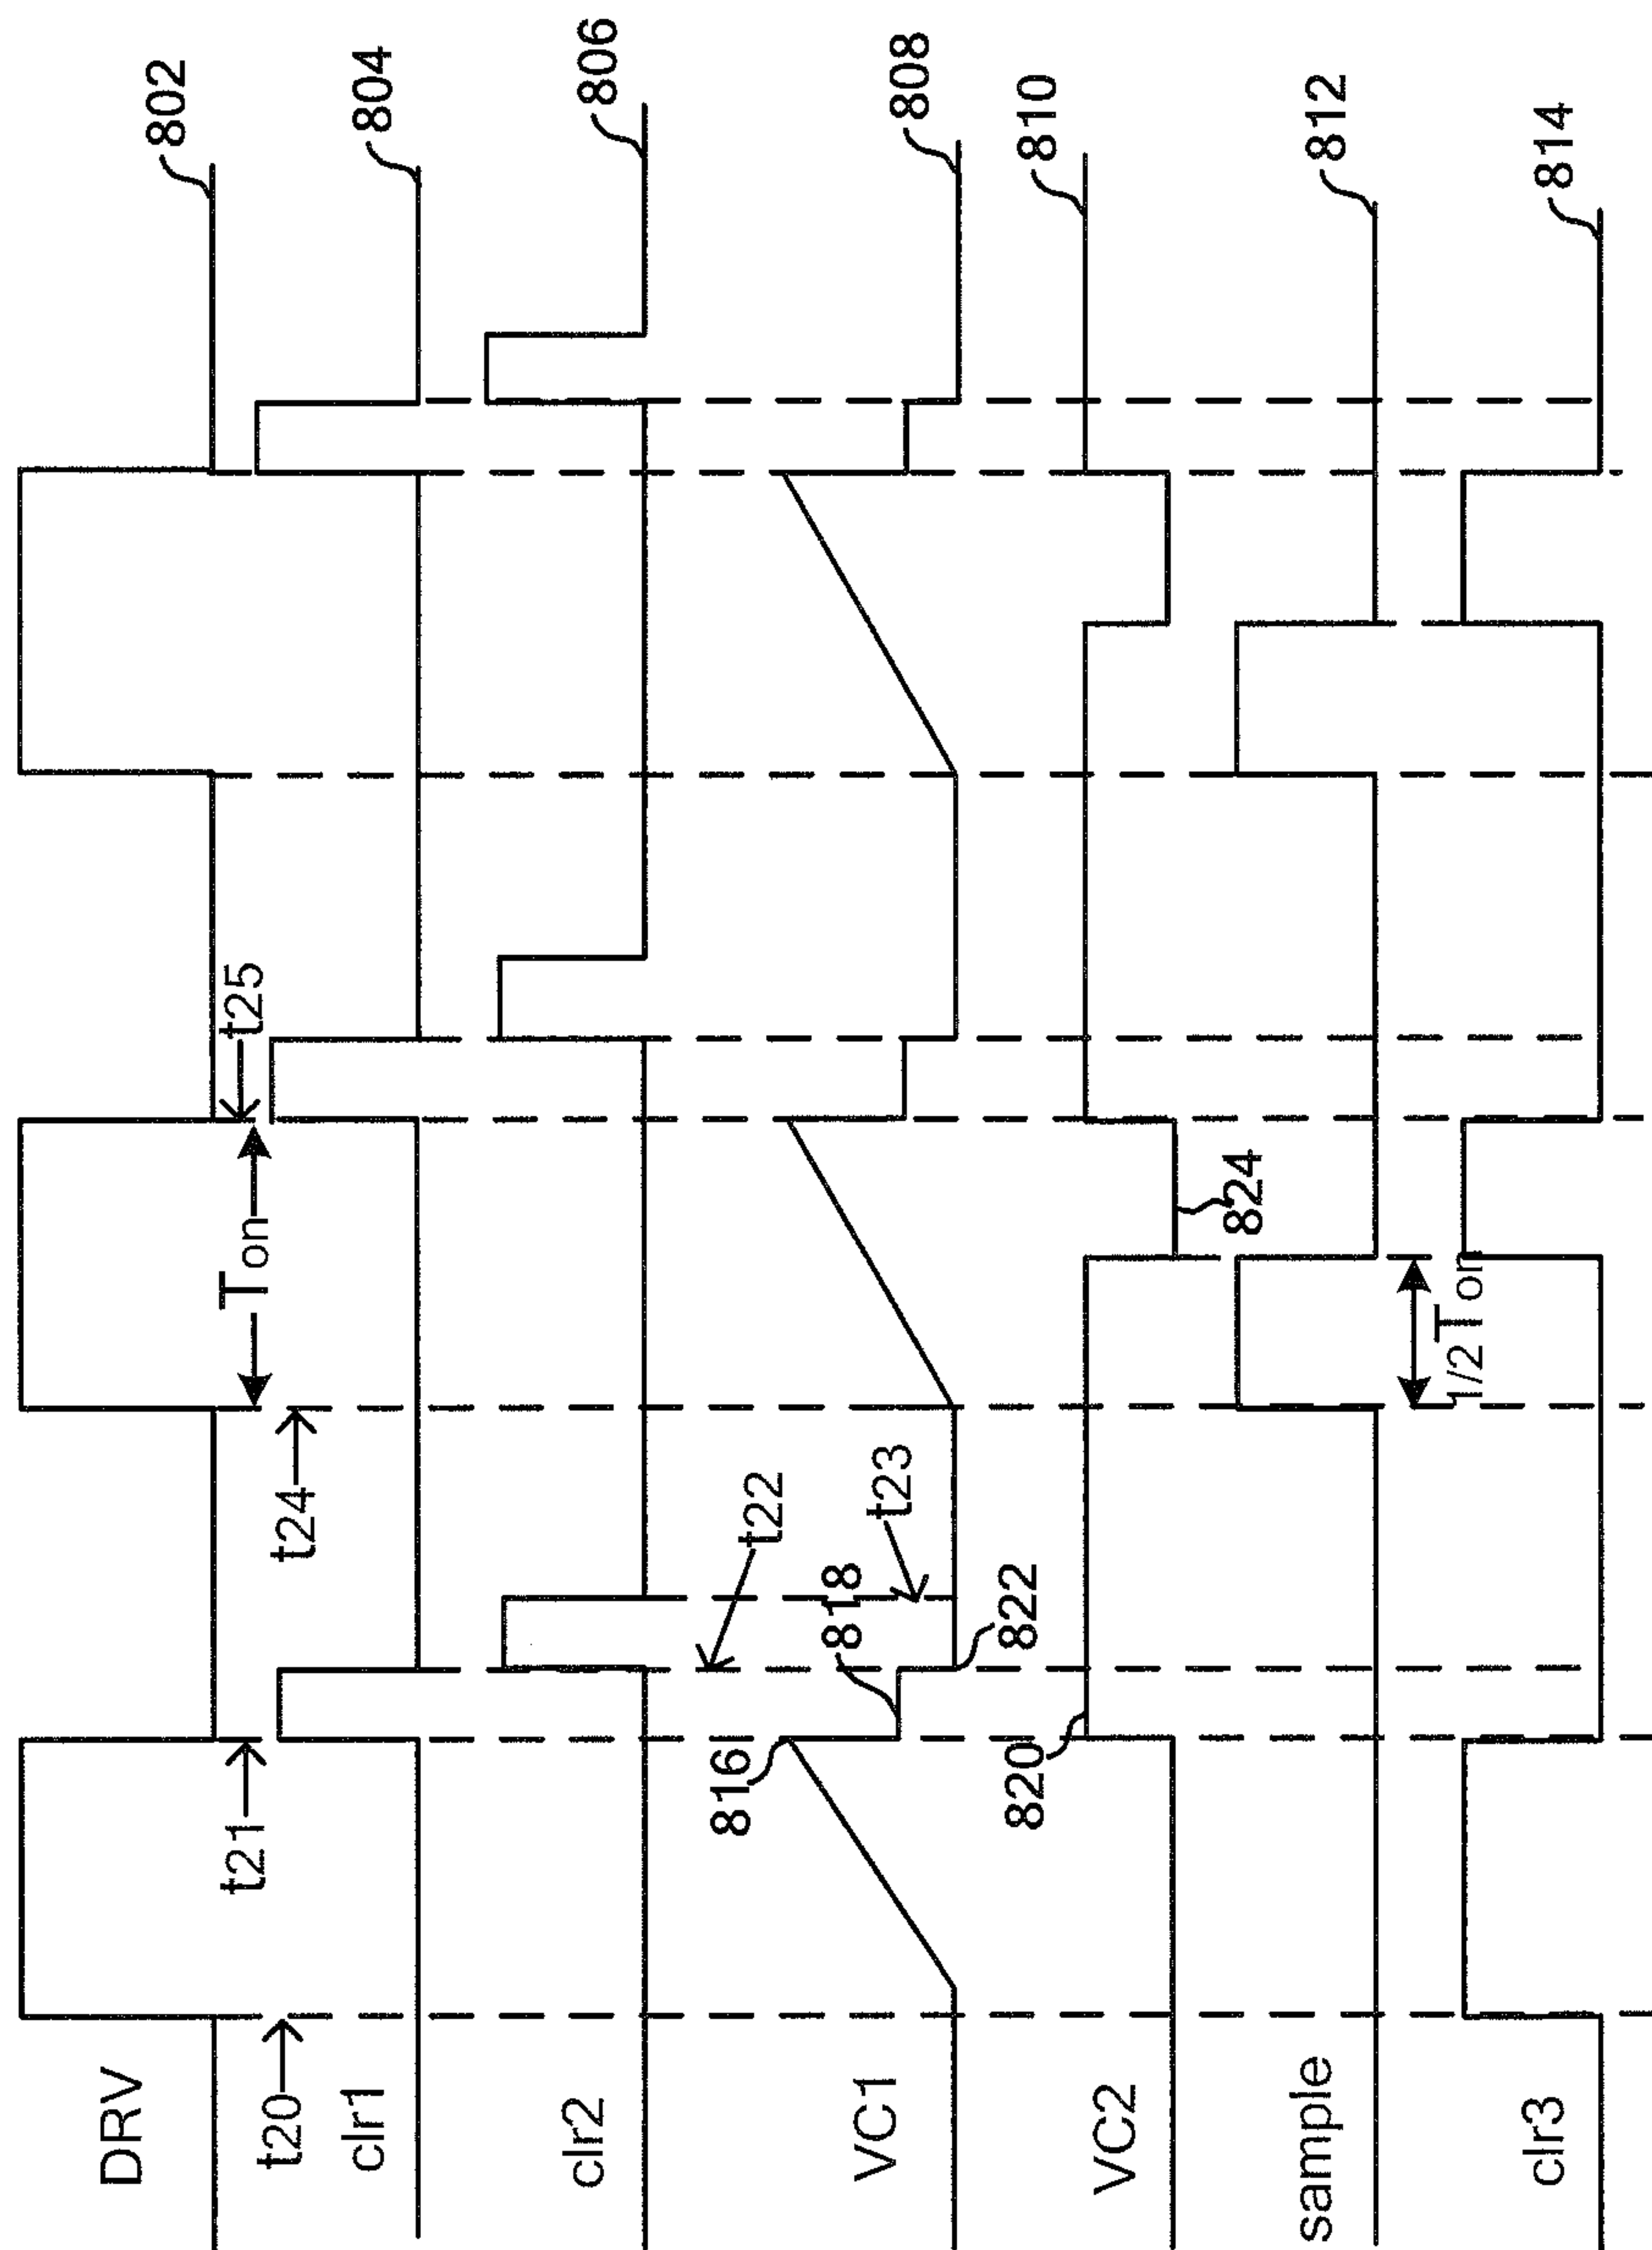 DRV
802
t20
t21
t24
Ton
t25
clr1
804
clr2
806
t22
VC1
816
818
t23
822
808
VC2
820
824
810
sample
812
1/2 Ton
clr3
814